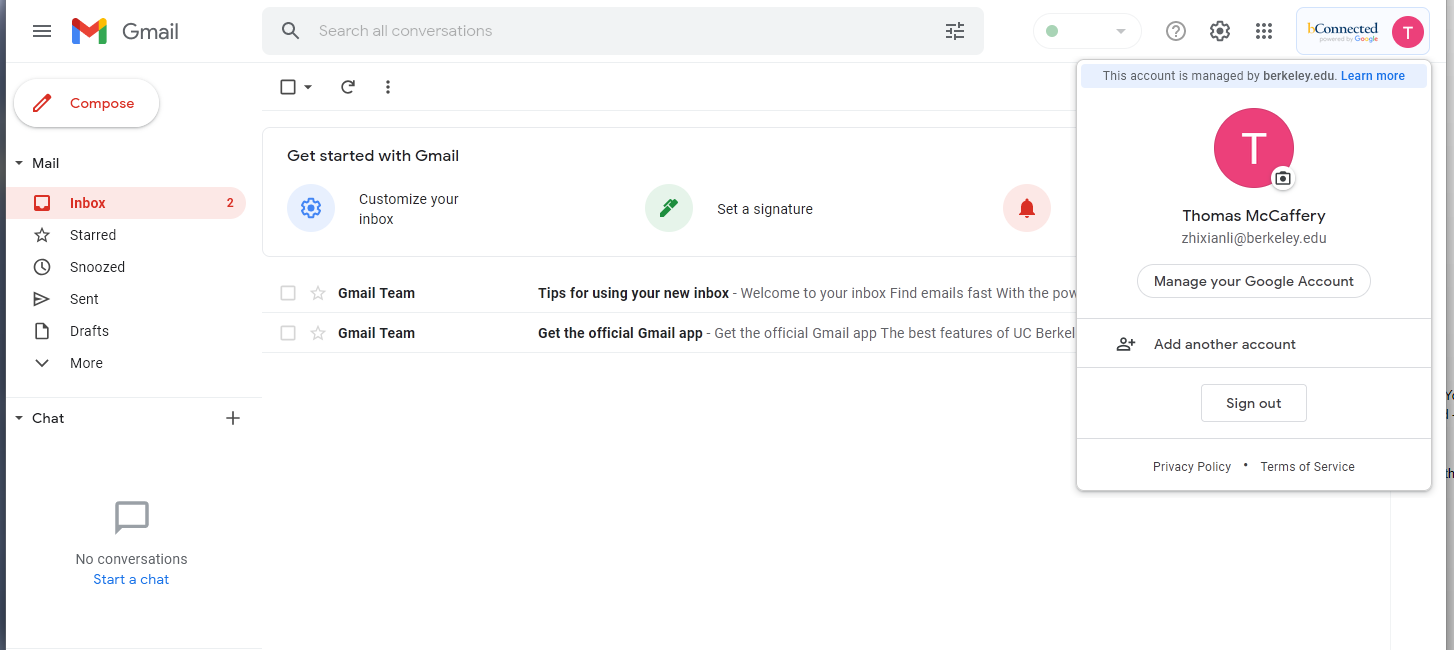 Gmail
Search all conversations
bConnected
powered by Google
T
Compose
Mail
Inbox 2
Starred
Snoozed
Sent
Drafts
More
Chat
No conversations
Start a chat
Get started with Gmail
Customize your
inbox
Set a signature
Gmail Team Tips for using your new inbox - Welcome to your inbox Find emails fast With the pow
Gmail Team Get the official Gmail app - Get the official Gmail app The best features of UC Berkel
This account is managed by berkeley.edu. Learn more
T
Thomas McCaffery
zhixianli@berkeley.edu
Manage your Google Account
Add another account
Sign out
Privacy Policy • Terms of Service